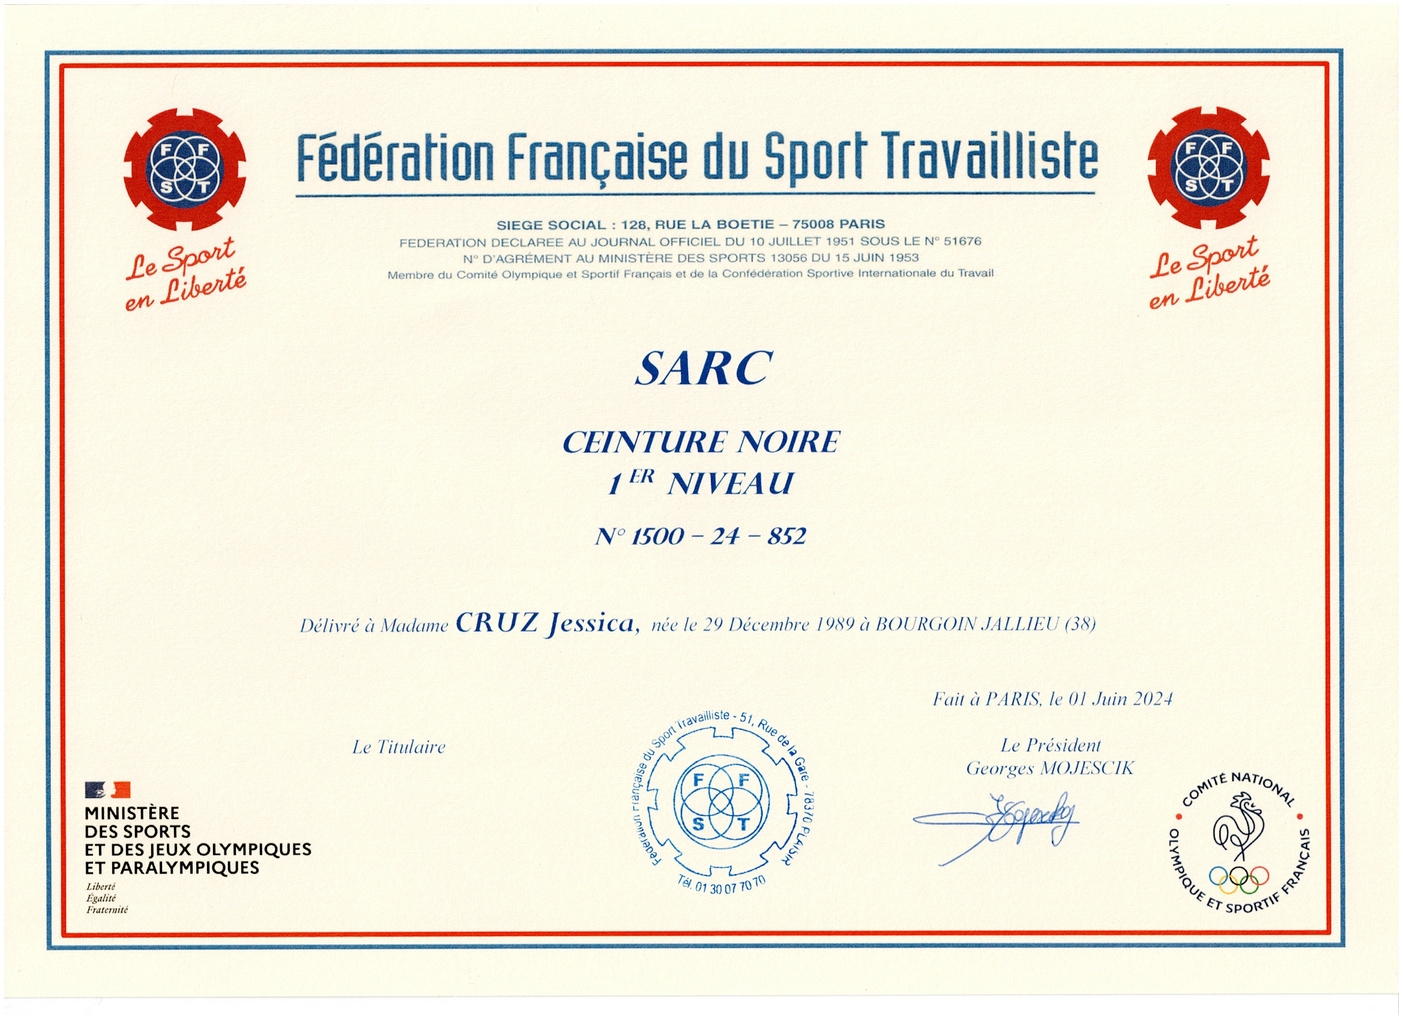 Fédération Française du Sport Travailliste
SIEGE SOCIAL : 128, RUE LA BOETIE – 75008 PARIS
FEDERATION DECLAREE AU JOURNAL OFFICIEL DU 10 JUILLET 1951 SOUS LE N° 51676
N° D'AGRÉMENT AU MINISTÈRE DES SPORTS 13056 DU 15 JUIN 1953
Membre du Comité Olympique et Sportif Français et de la Confédération Sportive Internationale du Travail
F F
S T
Le Sport
en Liberté
F F
S T
Le Sport
en Liberté
SARC
CEINTURE NOIRE
1ER NIVEAU
N° 1500 – 24 – 852
Délivré à Madame CRUZ Jessica, née le 29 Décembre 1989 à BOURGOIN JALLIEU (38)
Fait à PARIS, le 01 Juin 2024
Le Titulaire
Le Président
Georges MOJESCIK
Fédération Française du Sport Travailliste - 51, Rue de la Gare - 78370 PLAISIR
F F
S T
Tél. 01 30 07 70 70
MINISTÈRE
DES SPORTS
ET DES JEUX OLYMPIQUES
ET PARALYMPIQUES
Liberté
Égalité
Fraternité
COMITÉ NATIONAL
OLYMPIQUE ET SPORTIF FRANÇAIS